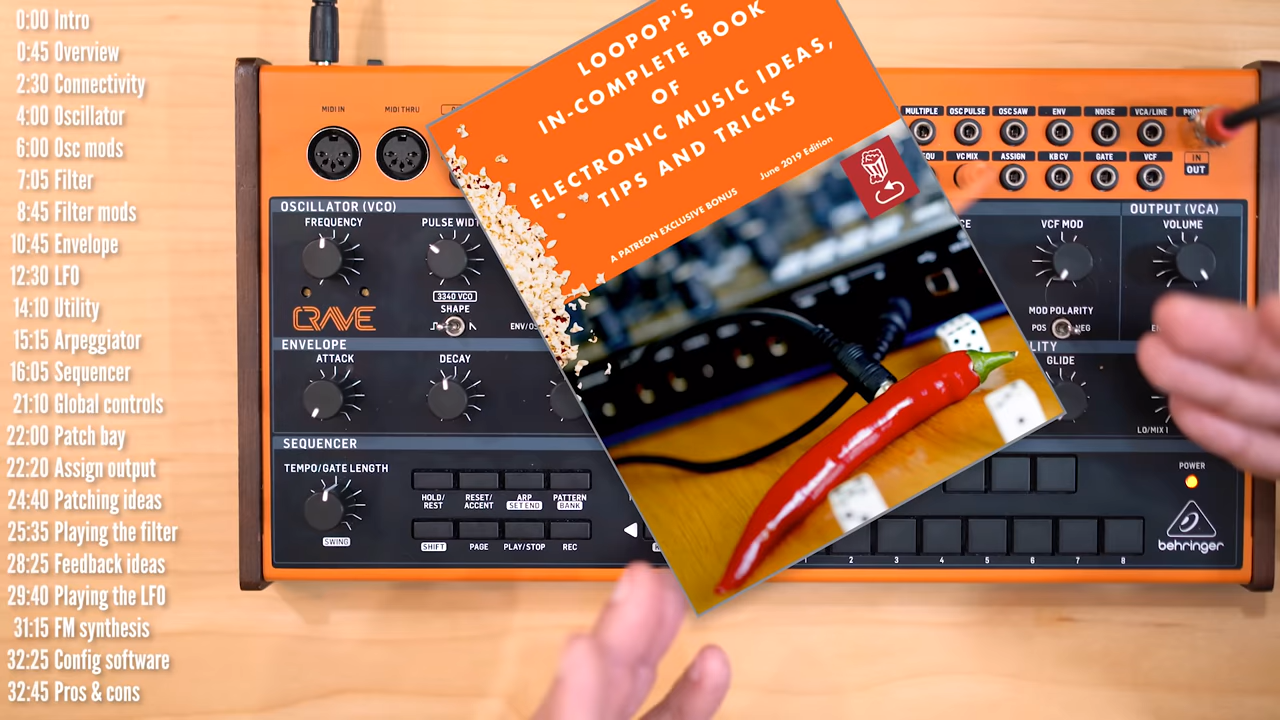 0:00 Intro
0:45 Overview
2:30 Connectivity
4:00 Oscillator
6:00 Osc mods
7:05 Filter
8:45 Filter mods
10:45 Envelope
12:30 LFO
14:10 Utility
15:15 Arpeggiator
16:05 Sequencer
21:10 Global controls
22:00 Patch bay
22:20 Assign output
24:40 Patching ideas
25:35 Playing the filter
28:25 Feedback ideas
29:40 Playing the LFO
31:15 FM synthesis
32:25 Config software
32:45 Pros & cons
LOOPOP'S
IN-COMPLETE BOOK
OF
ELECTRONIC MUSIC IDEAS,
TIPS AND TRICKS
A PATREON EXCLUSIVE BONUS June 2019 Edition
MIDI IN MIDI THRU
MULTIPLE OSC PULSE OSC SAW ENV NOISE VCA/LINE
VC MIX ASSIGN KB CV GATE VCF
IN
OUT
OSCILLATOR (VCO)
OUTPUT (VCA)
FREQUENCY
VCF MOD VOLUME
3340 VCO
SHAPE
MOD POLARITY
POS NEG
CRAVE
ENVELOPE
ATTACK DECAY
GLIDE
SEQUENCER
TEMPO/GATE LENGTH
SWING
HOLD/
REST
RESET/
ACCENT
ARP
SET END
PATTERN
BANK
SHIFT PAGE PLAY/STOP REC
POWER
1 2 3 4 5 6 7 8
behringer